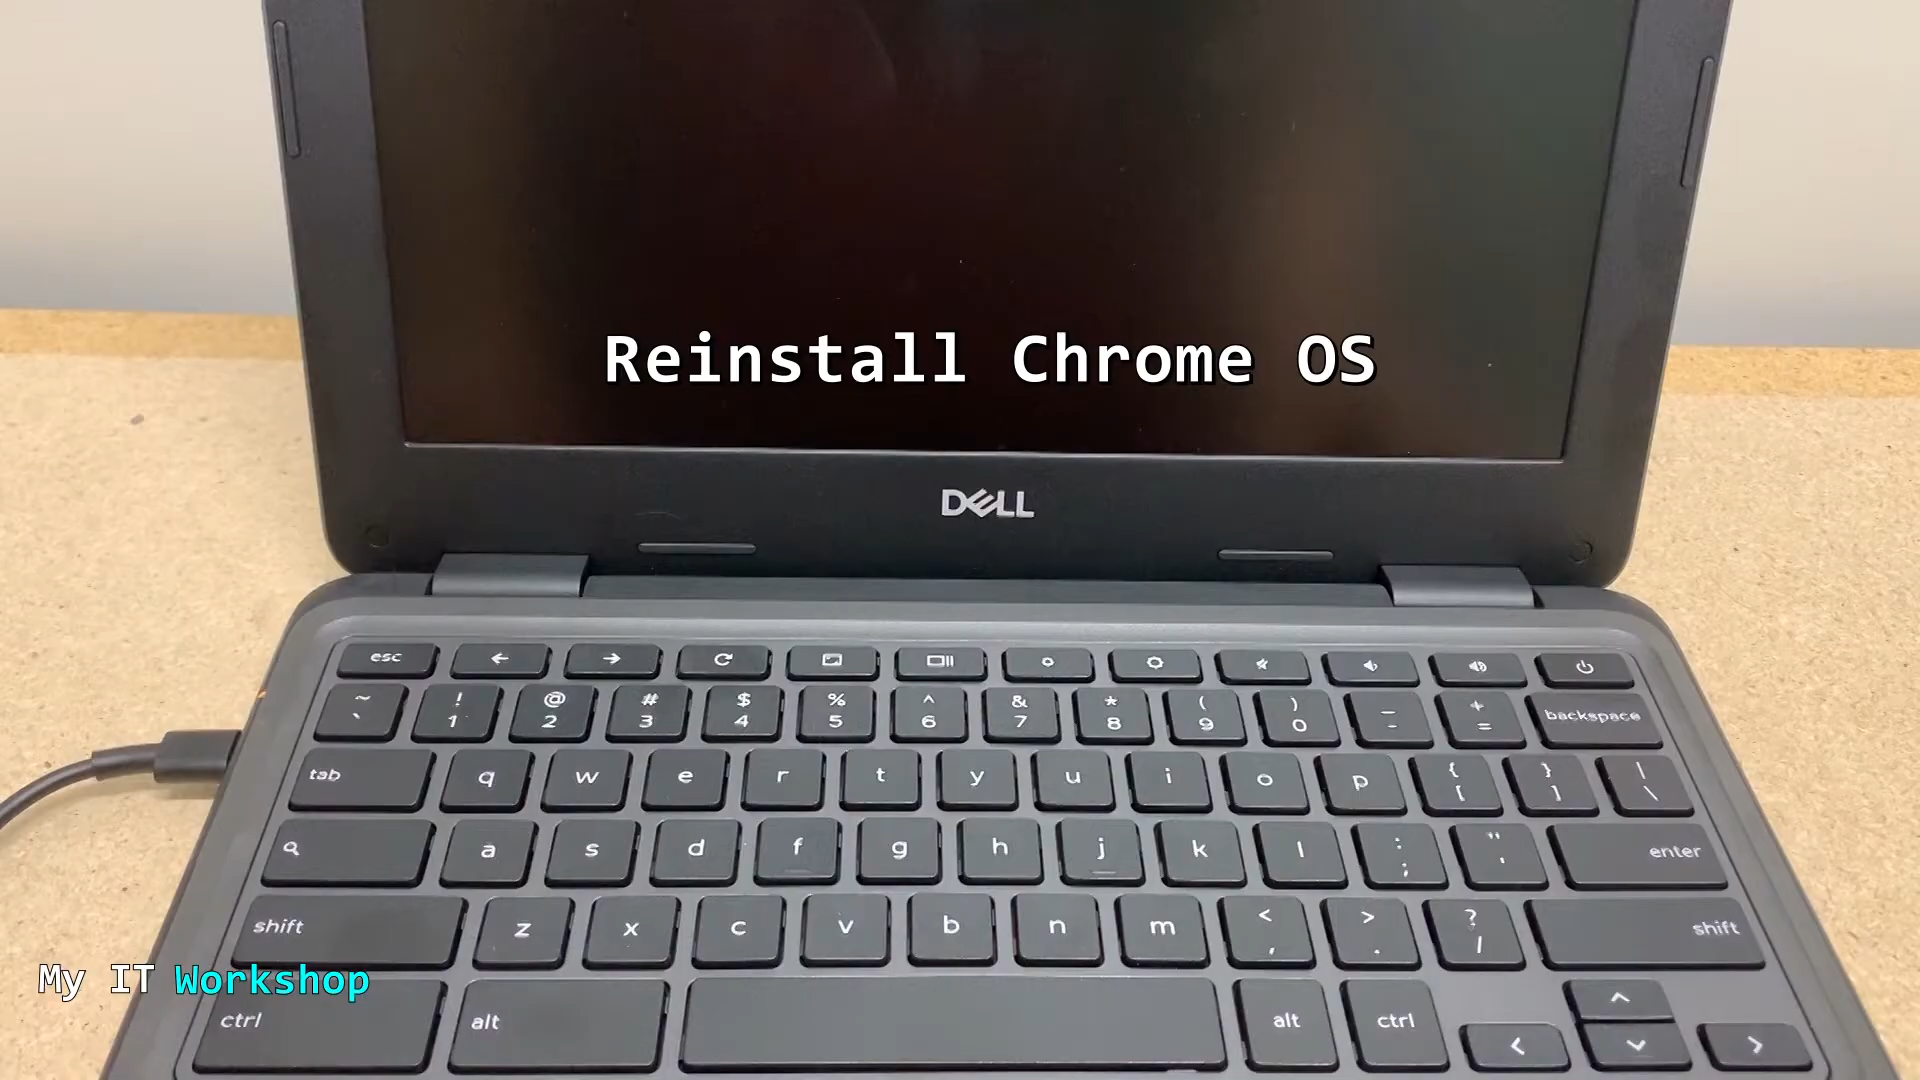 Reinstall Chrome OS
DELL
esc
~ ! @ # $ % ^ & * ( ) _ +
` 1 2 3 4 5 6 7 8 9 0 - = backspace
tab q w e r t y u i o p { [ } ] | \
a s d f g h j k l : ; " ' enter
shift z x c v b n m < , > . ? / shift
My IT Workshop
ctrl alt alt ctrl